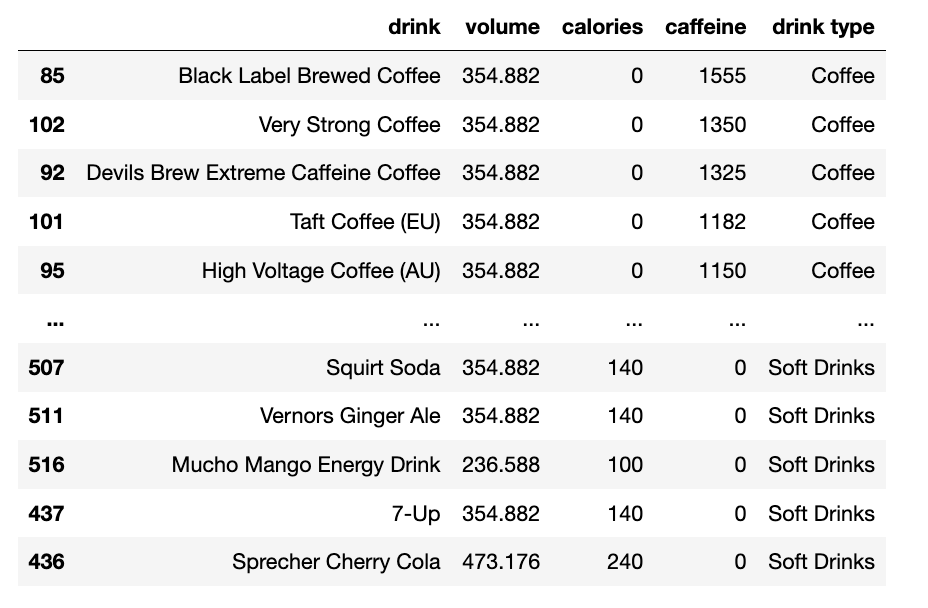 drink volume calories caffeine drink type
85 Black Label Brewed Coffee 354.882 0 1555 Coffee
102 Very Strong Coffee 354.882 0 1350 Coffee
92 Devils Brew Extreme Caffeine Coffee 354.882 0 1325 Coffee
101 Taft Coffee (EU) 354.882 0 1182 Coffee
95 High Voltage Coffee (AU) 354.882 0 1150 Coffee
... ... ... ... ... ...
507 Squirt Soda 354.882 140 0 Soft Drinks
511 Vernors Ginger Ale 354.882 140 0 Soft Drinks
516 Mucho Mango Energy Drink 236.588 100 0 Soft Drinks
437 7-Up 354.882 140 0 Soft Drinks
436 Sprecher Cherry Cola 473.176 240 0 Soft Drinks